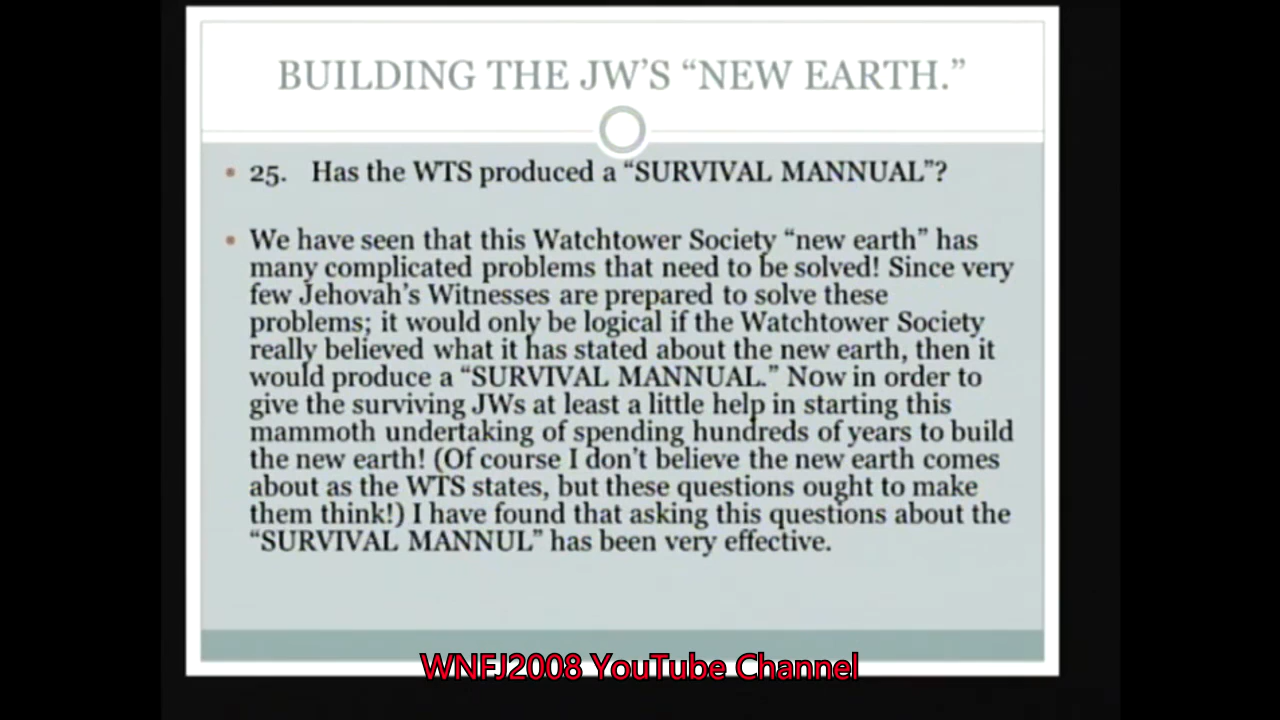 BUILDING THE JW'S “NEW EARTH.”
• 25. Has the WTS produced a “SURVIVAL MANNUAL”?
• We have seen that this Watchtower Society “new earth” has
many complicated problems that need to be solved! Since very
few Jehovah's Witnesses are prepared to solve these
problems; it would only be logical if the Watchtower Society
really believed what it has stated about the new earth, then it
would produce a “SURVIVAL MANNUAL.” Now in order to
give the surviving JWs at least a little help in starting this
mammoth undertaking of spending hundreds of years to build
the new earth! (Of course I don't believe the new earth comes
about as the WTS states, but these questions ought to make
them think!) I have found that asking this questions about the
“SURVIVAL MANNUL” has been very effective.
WNFJ2008 YouTube Channel